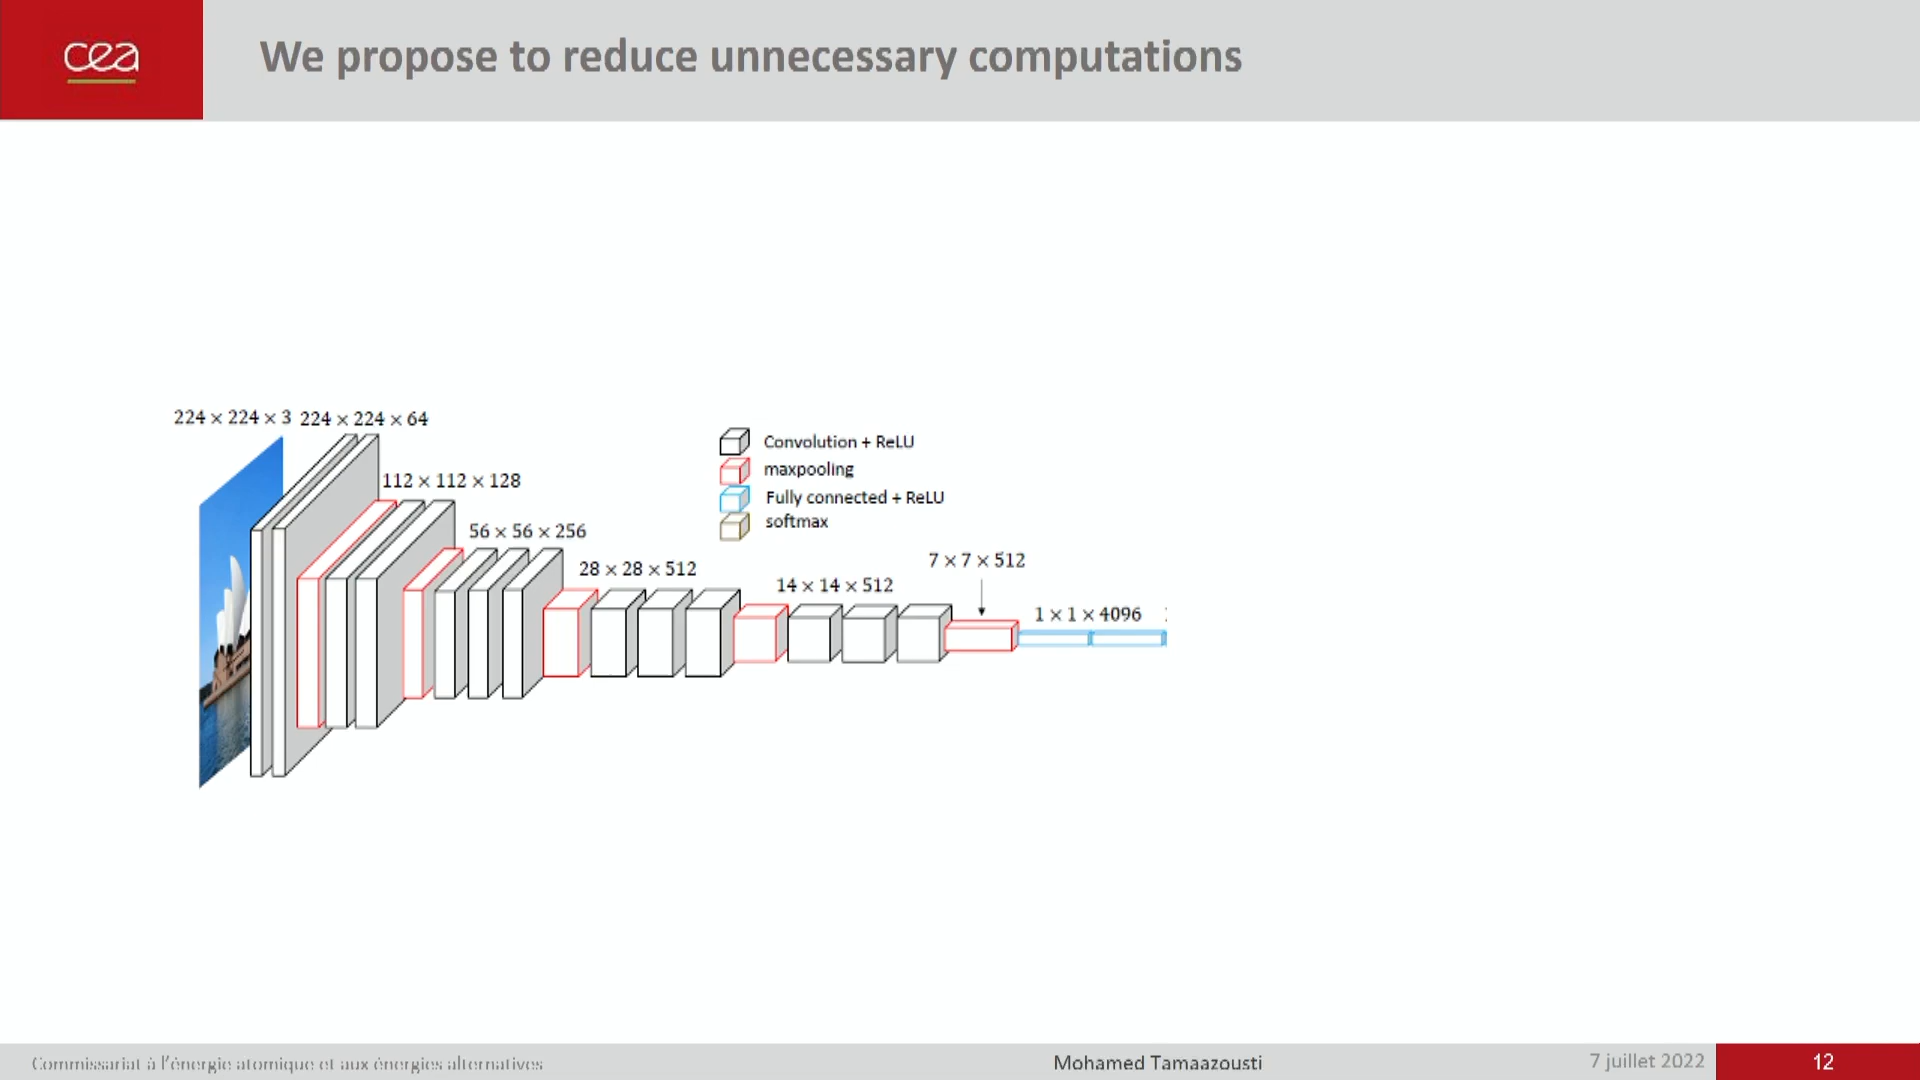 cea
We propose to reduce unnecessary computations
224 × 224 × 3 224 × 224 × 64
112 × 112 × 128
56 × 56 × 256
28 × 28 × 512
14 × 14 × 512
7 × 7 × 512
1 × 1 × 4096
Convolution + ReLU
maxpooling
Fully connected + ReLU
softmax
Commissariat à l'énergie atomique et aux énergies alternatives
Mohamed Tamaazousti
7 juillet 2022
12